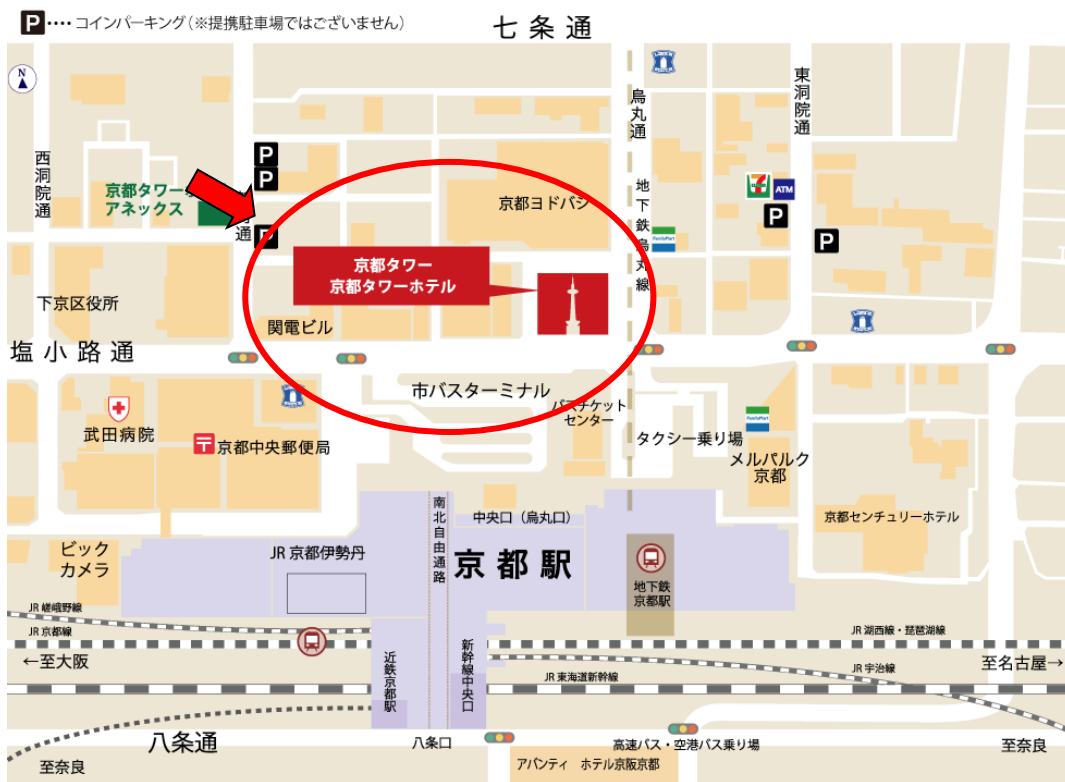 P‥‥コインパーキング(※提携駐車場ではございません)
七条通
N
西洞院通
烏丸通
東洞院通
地下鉄烏丸線
P
P
P
京都タワー
アネックス
通
京都ヨドバシ
ATM
P
P
FamilyMart
京都タワー
京都タワーホテル
下京区役所
関電ビル
塩小路通
市バスターミナル
バスチケット
センター
タクシー乗り場
FamilyMart
メルパルク
京都
武田病院
京都中央郵便局
京都センチュリーホテル
南北自由通路
中央口(烏丸口)
ビック
カメラ
JR 京都伊勢丹
京都駅
地下鉄
京都駅
JR 嵯峨野線
JR 京都線
JR 湖西線・琵琶湖線
←至大阪
至名古屋→
近鉄京都駅
新幹線中央口
JR 宇治線
JR 東海道新幹線
八条通
八条口
高速バス・空港バス乗り場
至奈良
至奈良
アバンティ ホテル京阪京都